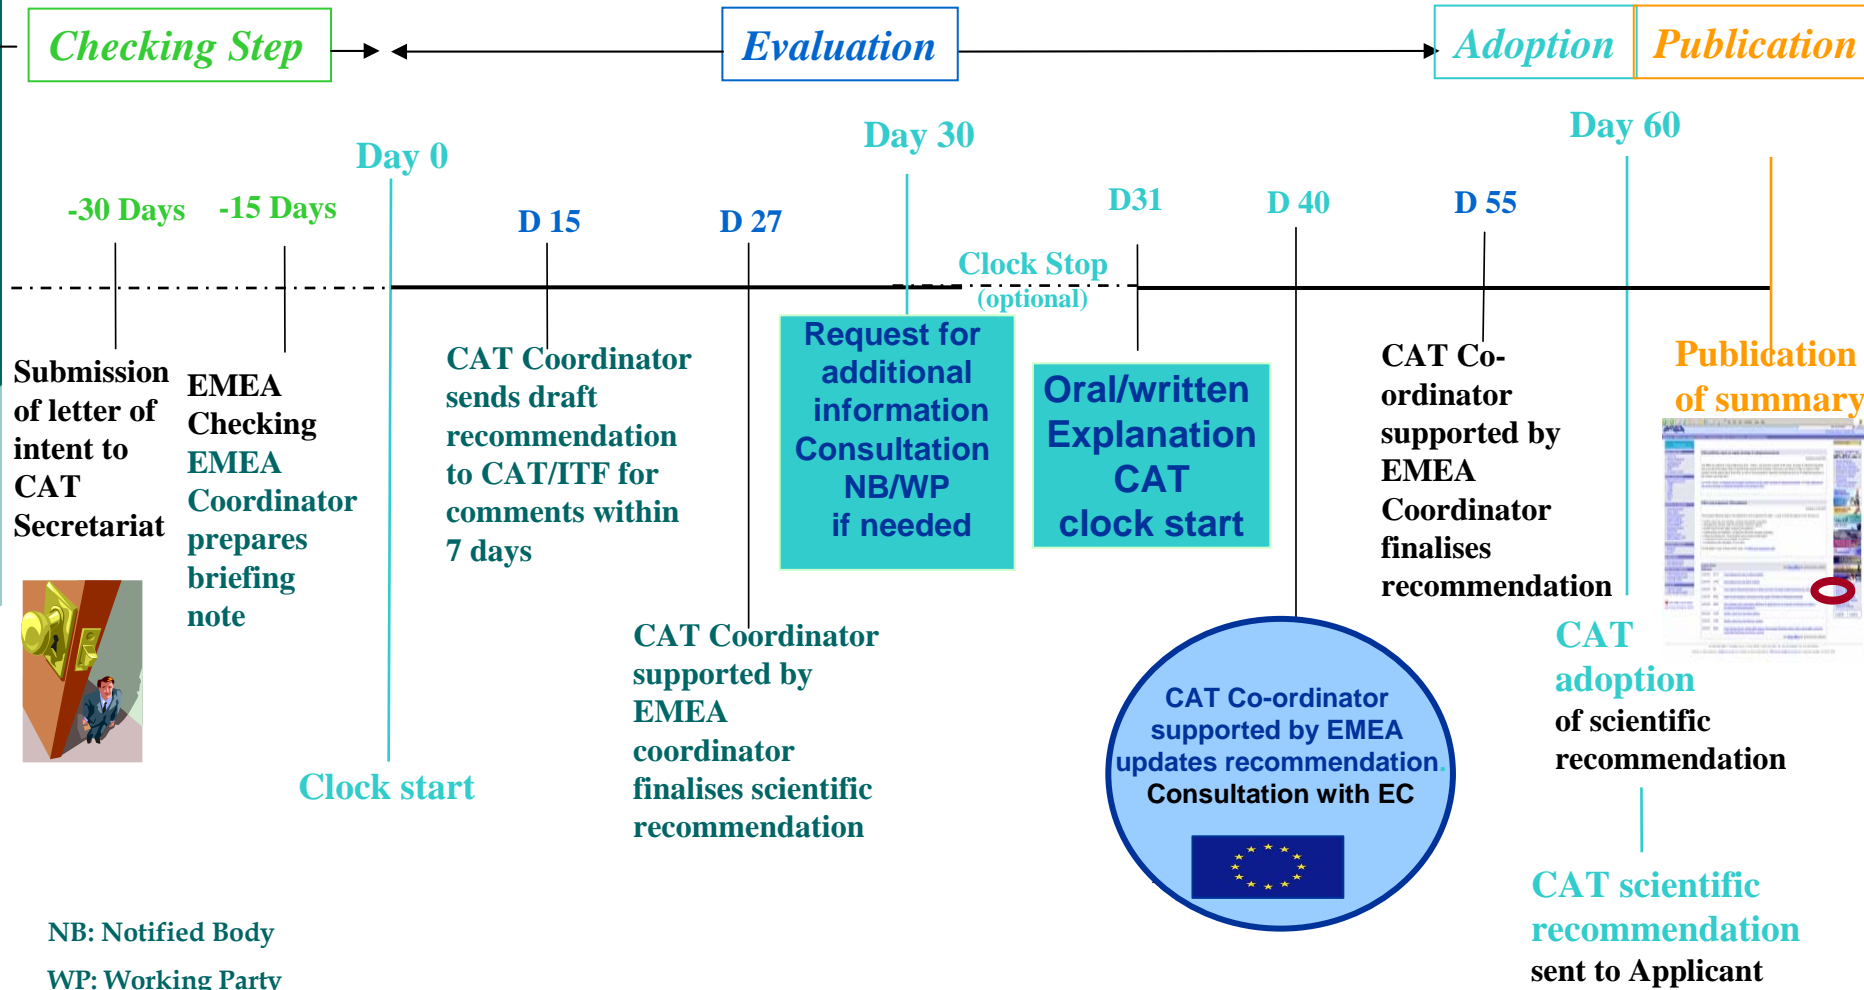 Checking Step
Evaluation
Adoption
Publication
Day 0
Day 30
Day 60
-30 Days
-15 Days
D 15
D 27
D31
D 40
D 55
Clock Stop
(optional)
Submission
of letter of
intent to
CAT
Secretariat
EMEA
Checking
EMEA
Coordinator
prepares
briefing
note
Clock start
CAT Coordinator
sends draft
recommendation
to CAT/ITF for
comments within
7 days
CAT Coordinator
supported by
EMEA
coordinator
finalises scientific
recommendation
Request for
additional
information
Consultation
NB/WP
if needed
Oral/written
Explanation
CAT
clock start
CAT Co-ordinator
supported by EMEA
updates recommendation.
Consultation with EC
CAT Co-
ordinator
supported by
EMEA
Coordinator
finalises
recommendation
CAT
adoption
of scientific
recommendation
CAT scientific
recommendation
sent to Applicant
Publication
of summary
NB: Notified Body
WP: Working Party